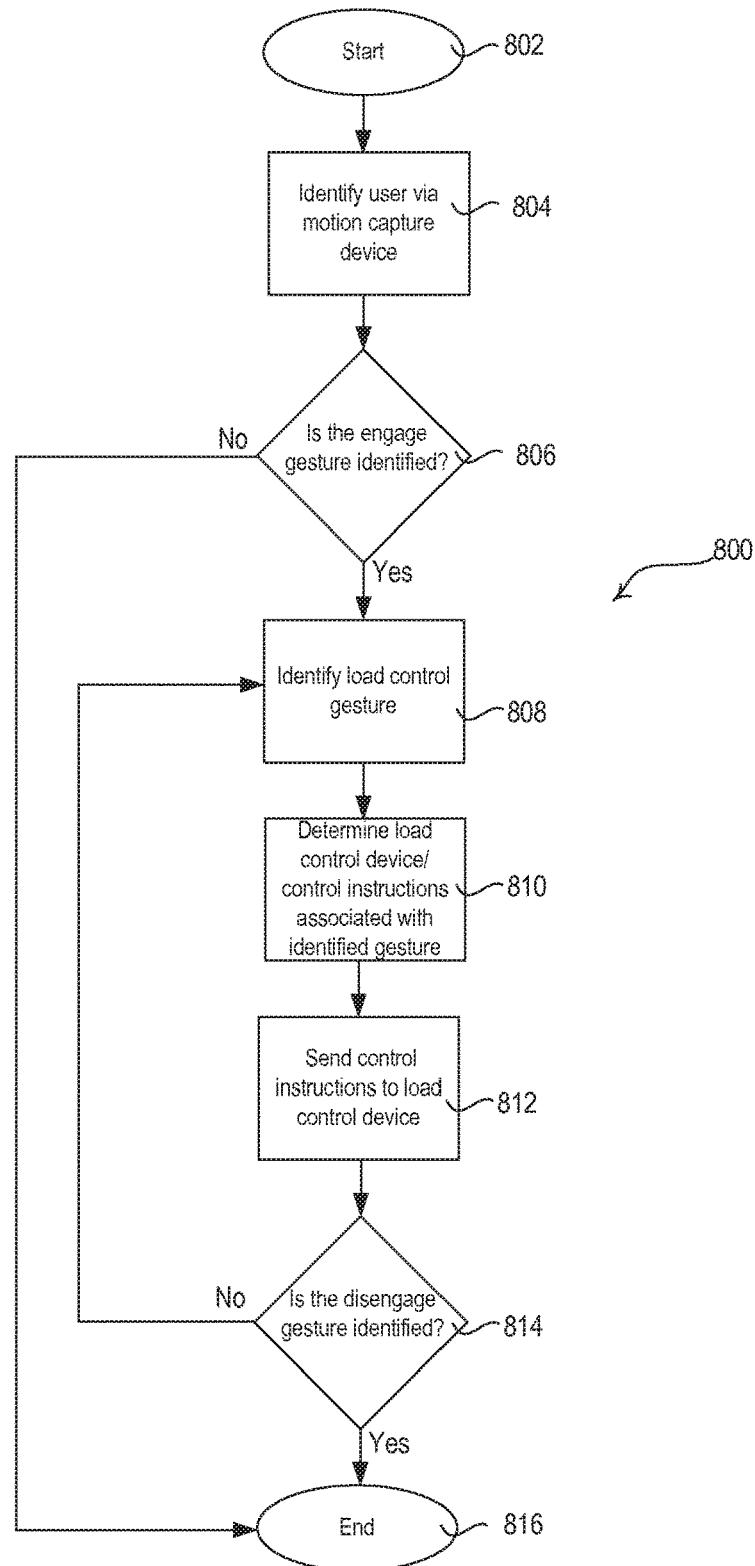 Start
802
Identify user via
motion capture
device
804
No
Is the engage
gesture identified?
806
800
Yes
Identify load control
gesture
808
Determine load
control device/
control instructions
associated with
identified gesture
810
Send control
instructions to load
control device
812
No
Is the disengage
gesture identified?
814
Yes
End
816